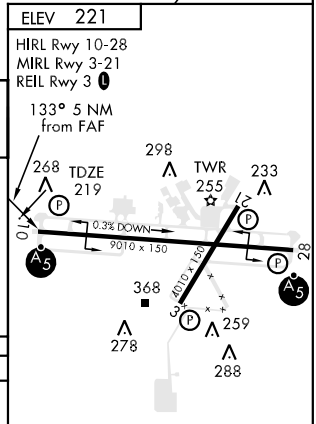 ELEV 221
HIRL Rwy 10-28
MIRL Rwy 3-21
REIL Rwy 3 L
133° 5 NM
from FAF
268
TDZE
219
298
TWR
255
233
P
10
0.3% DOWN
9010 x 150
21
P
28
P
A5
A5
368
4010 x 150
3
P
259
278
288